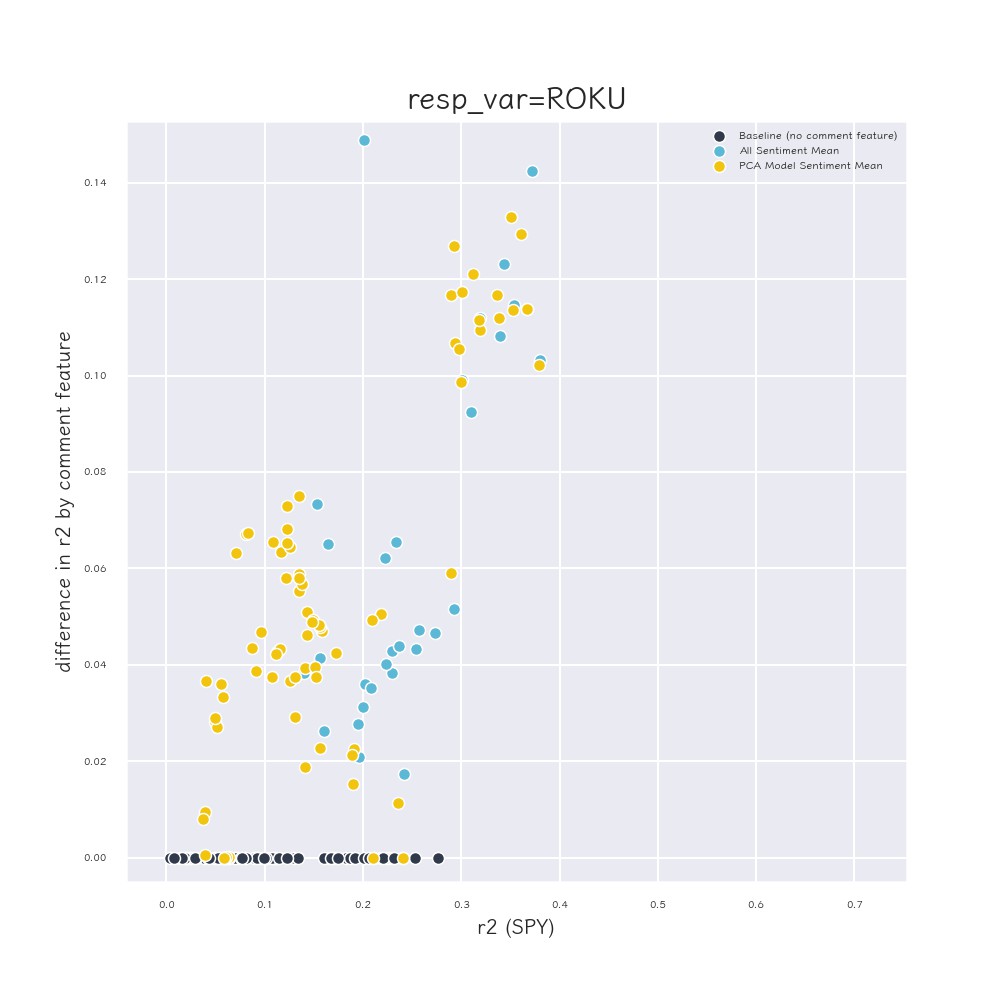 resp_var=ROKU
Baseline (no comment feature)
All Sentiment Mean
PCA Model Sentiment Mean
difference in r2 by comment feature
0.14
0.12
0.10
0.08
0.06
0.04
0.02
0.00
0.0 0.1 0.2 0.3 0.4 0.5 0.6 0.7
r2 (SPY)